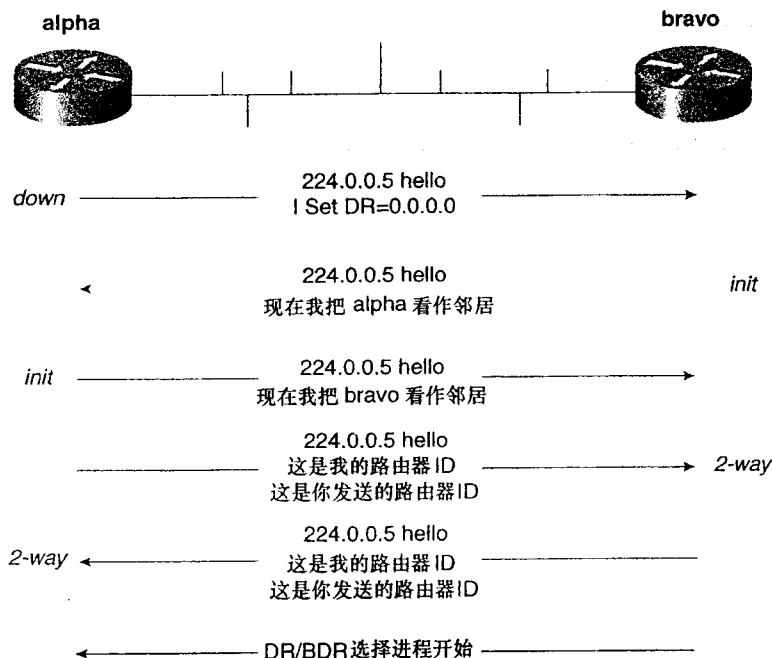 alpha
bravo
down
224.0.0.5 hello
I Set DR=0.0.0.0
224.0.0.5 hello
现在我把 alpha 看作邻居
init
init
224.0.0.5 hello
现在我把 bravo 看作邻居
224.0.0.5 hello
这是我的路由器ID
这是你发送的路由器ID
2-way
2-way
224.0.0.5 hello
这是我的路由器ID
这是你发送的路由器ID
DR/BDR选择进程开始